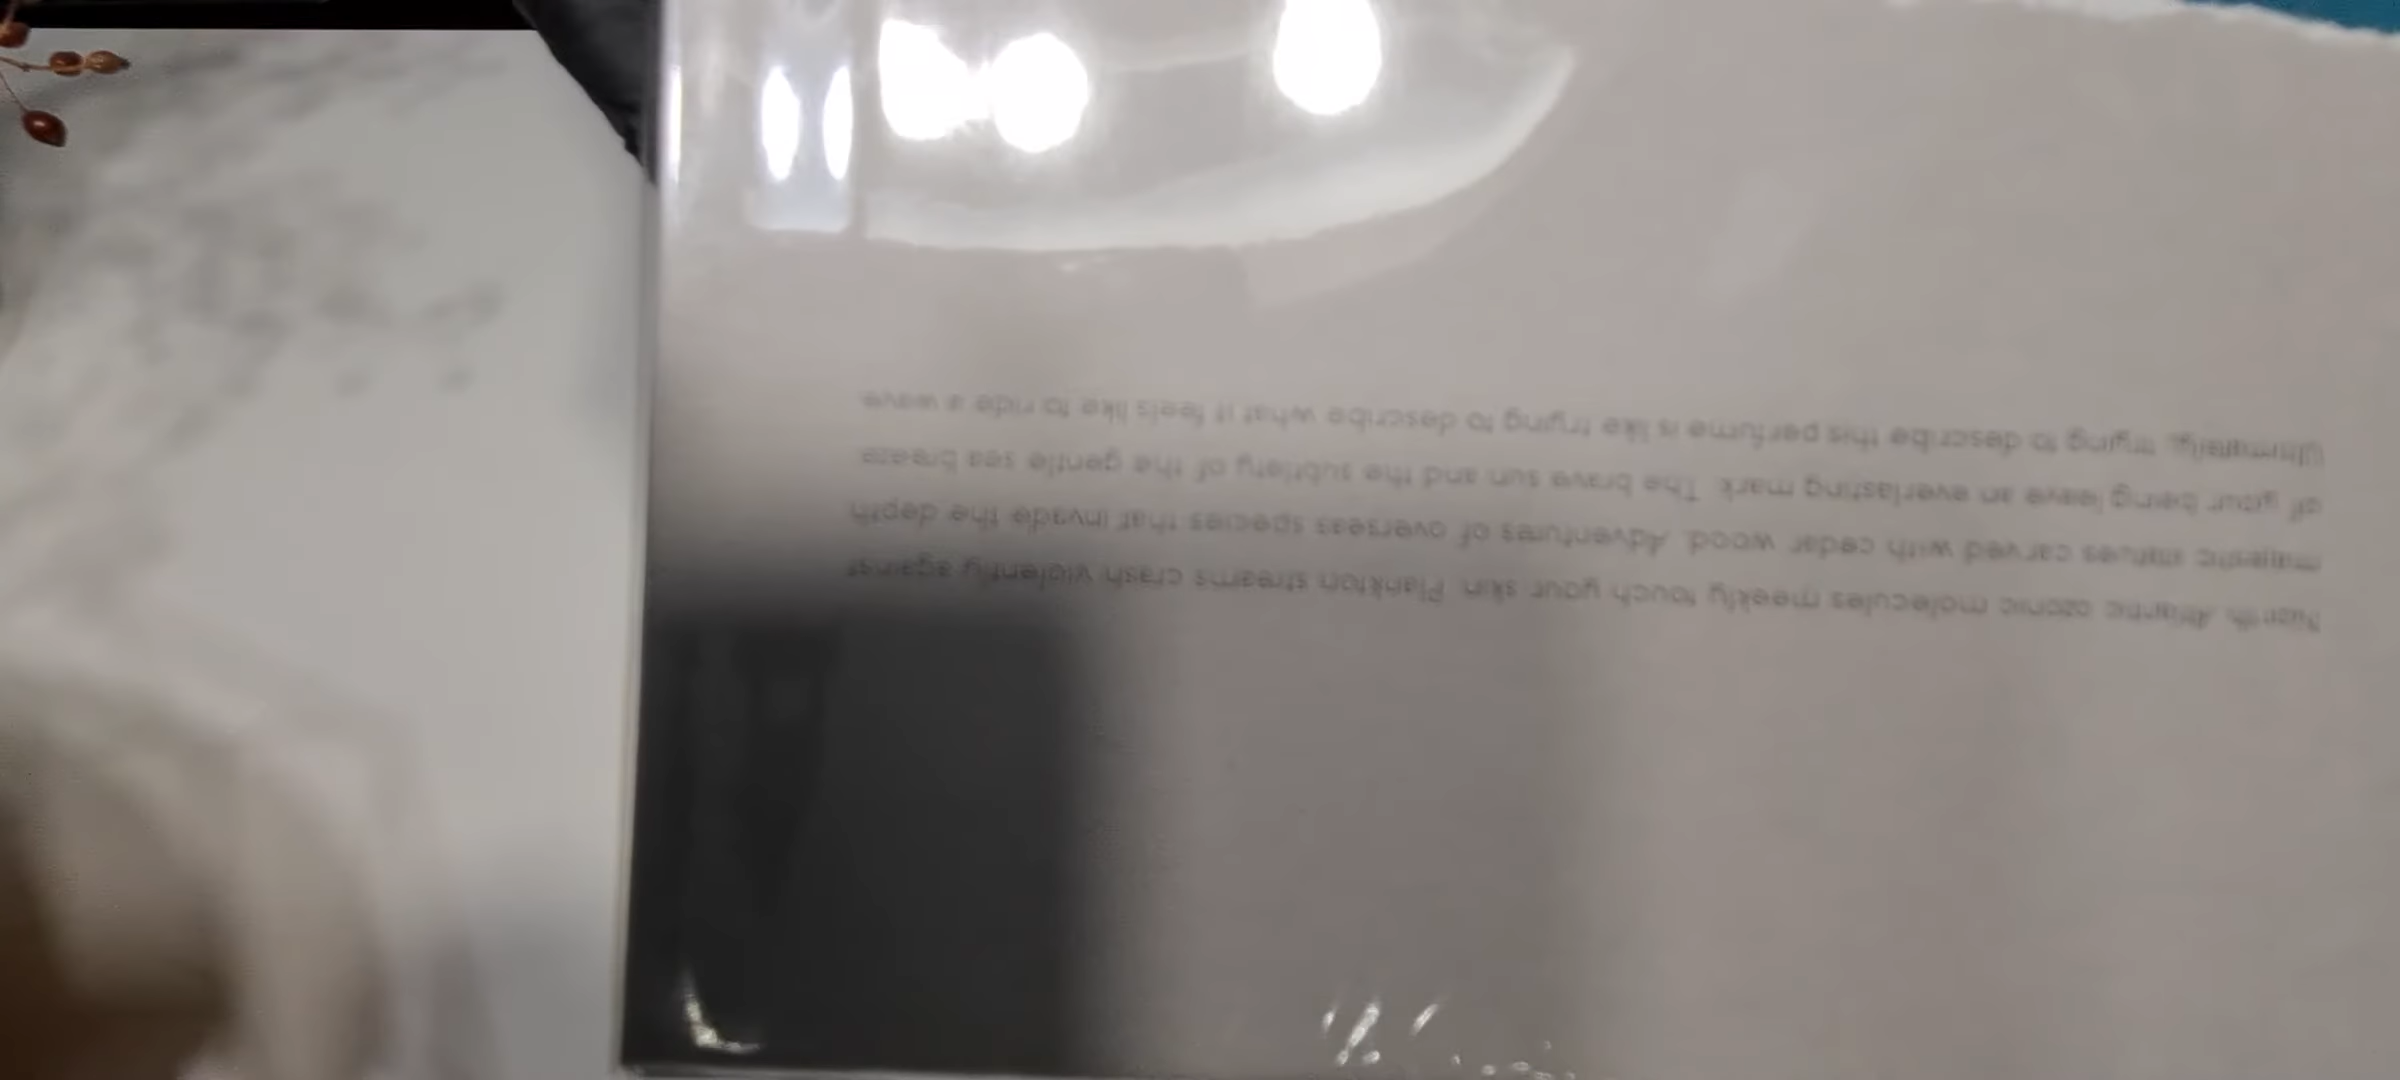 North Atlantic ozonic molecules meekly touch your skin. Plankton streams crash violently against
majestic statues carved with cedar wood. Adventures of overseas species that invade the depth
of your being leave an everlasting mark. The brave sun and the subtlety of the gentle sea breeze.
Ultimately, trying to describe this perfume is like trying to describe what it feels like to ride a wave.